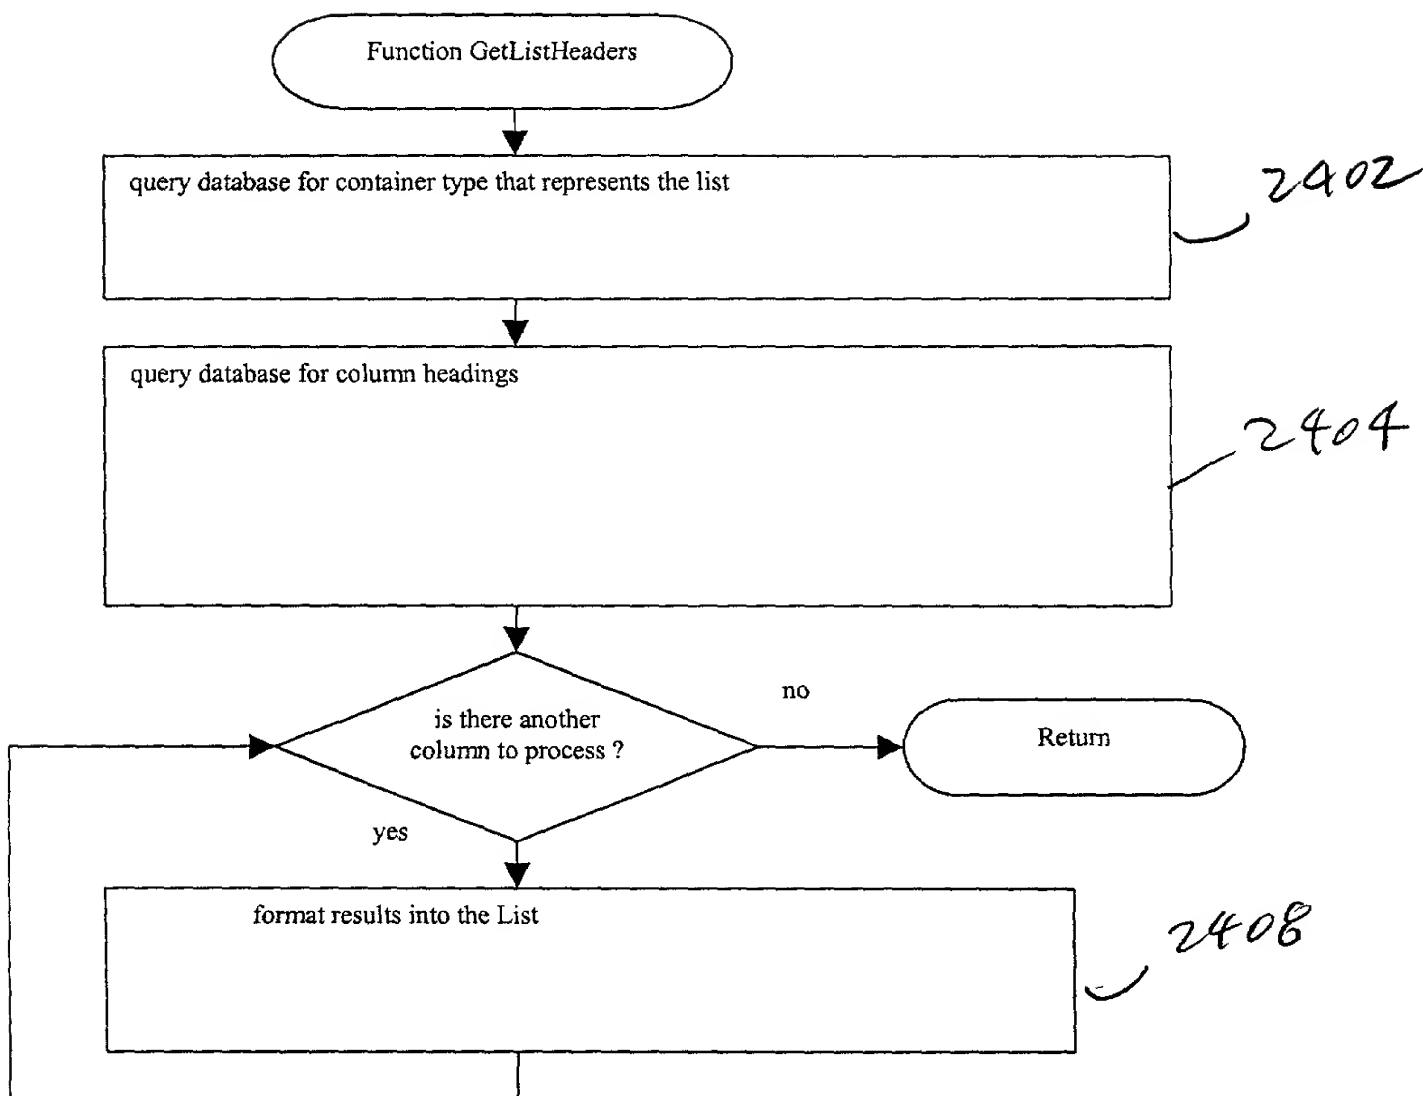 Function GetListHeaders
query database for container type that represents the list
2402
query database for column headings
2404
no
is there another
column to process ?
Return
yes
format results into the List
2408